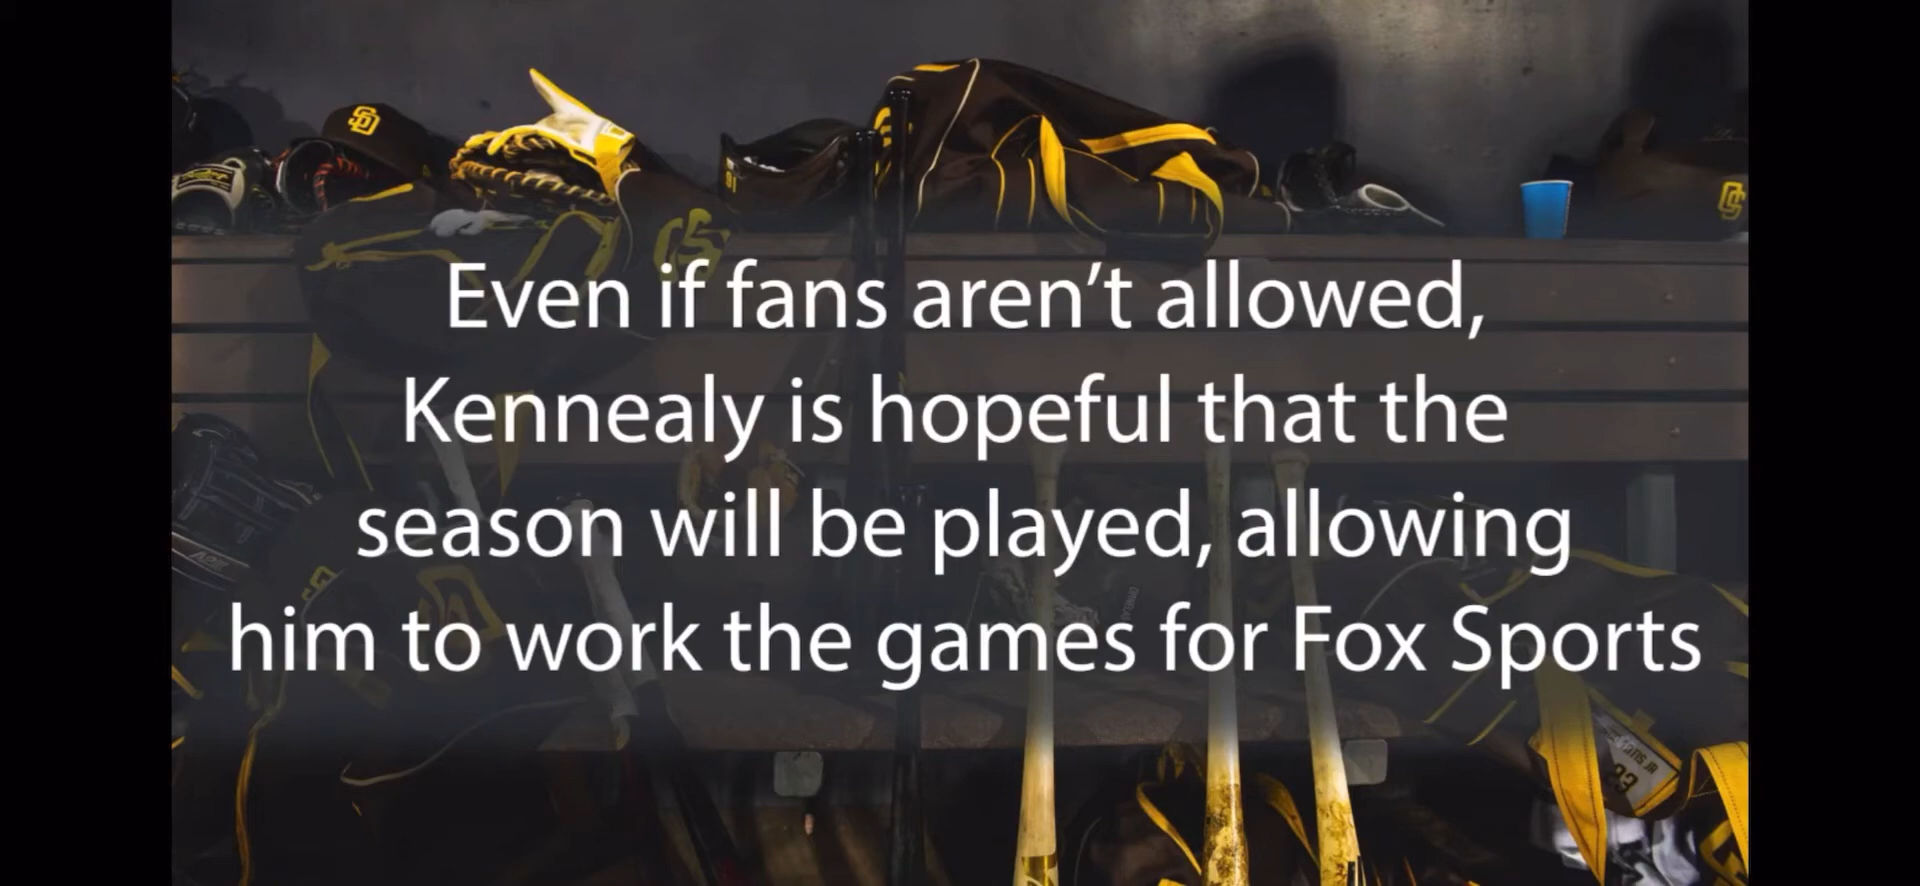 Even if fans aren’t allowed,
Kennealy is hopeful that the
season will be played, allowing
him to work the games for Fox Sports